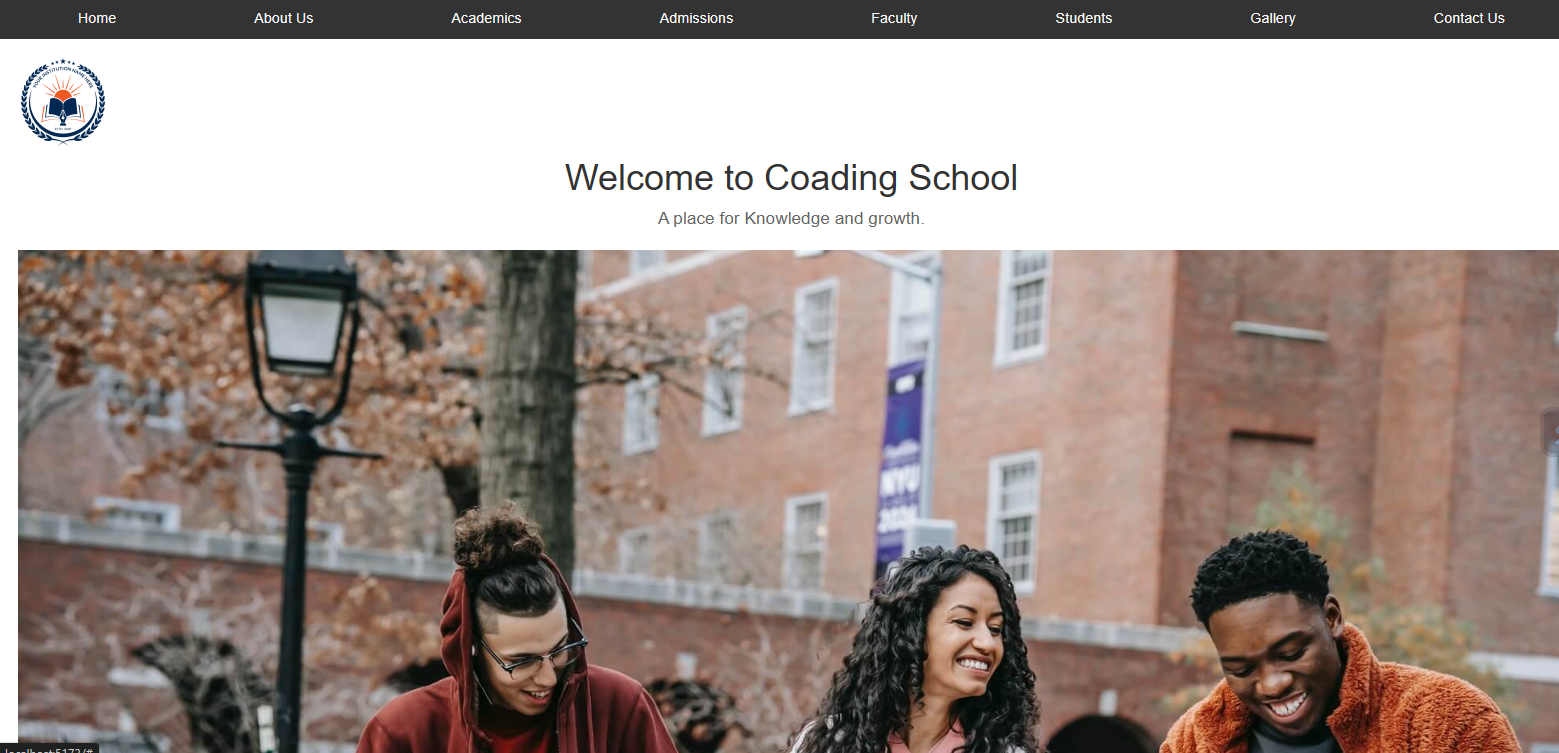 Home About Us Academics Admissions Faculty Students Gallery Contact Us
YOUR INSTITUTION NAME HERE
Welcome to Coading School
A place for Knowledge and growth.
NYU
localhost:5173/#